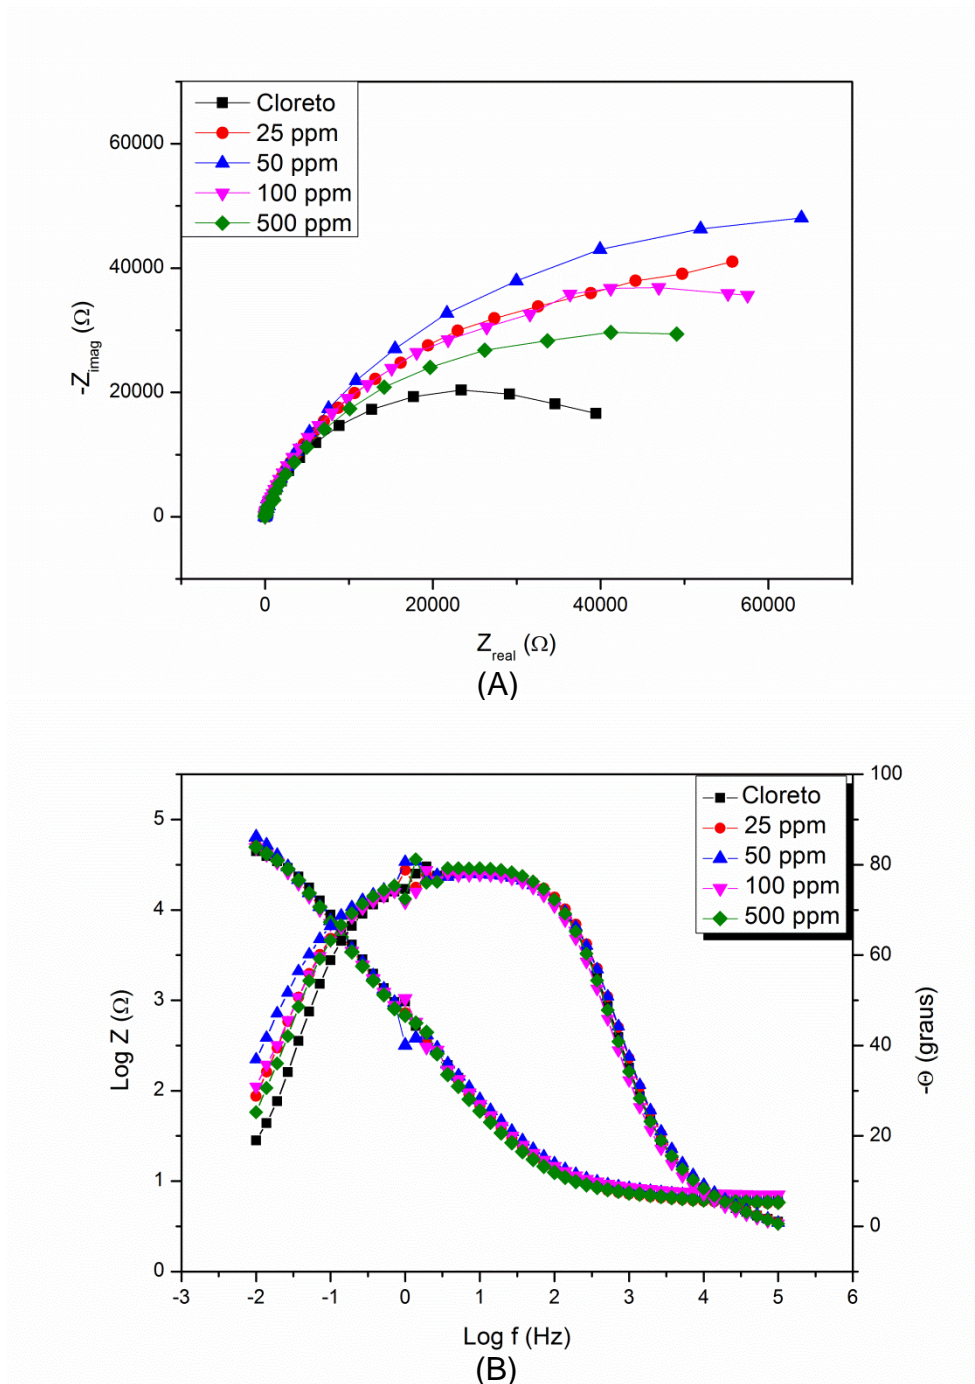 Cloreto
25 ppm
50 ppm
100 ppm
500 ppm
60000
40000
20000
0
-Zimag (Ω)
0 20000 40000 60000
Zreal (Ω)
(A)
Cloreto
25 ppm
50 ppm
100 ppm
500 ppm
5
4
3
2
1
0
Log Z (Ω)
100
80
60
40
20
0
-Θ (graus)
-3 -2 -1 0 1 2 3 4 5 6
Log f (Hz)
(B)